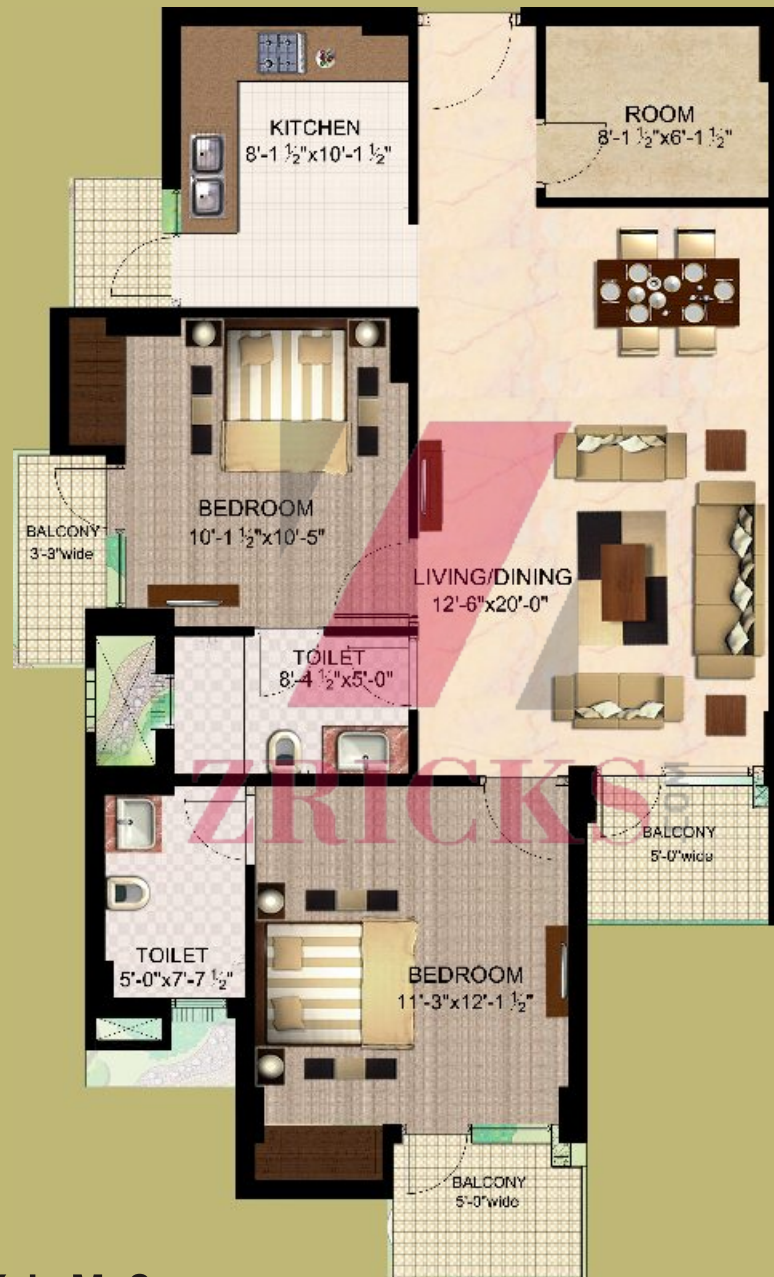 KITCHEN
8'-1 ½"x10'-1 ½"
ROOM
8'-1 ½"x6'-1 ½"
BEDROOM
10'-1 ½"x10'-5"
BALCONY
3'-3"wide
LIVING/DINING
12'-6"x20'-0"
TOILET
8'-4 ½"x5'-0"
ZRICKS
.COM
BALCONY
5'-0"wide
TOILET
5'-0"x7'-7 ½"
BEDROOM
11'-3"x12'-1 ½"
BALCONY
5'-0"wide